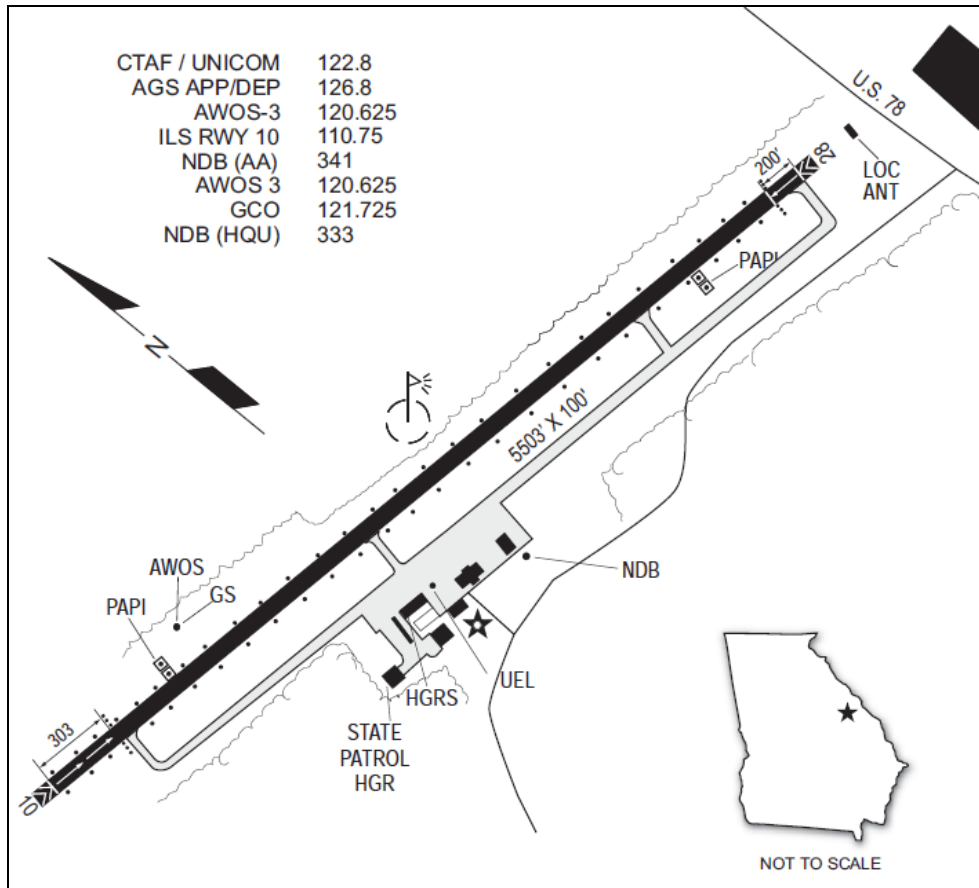 CTAF / UNICOM 122.8
AGS APP/DEP 126.8
AWOS-3 120.625
ILS RWY 10 110.75
NDB (AA) 341
AWOS 3 120.625
GCO 121.725
NDB (HQU) 333
U.S. 78
28
200'
LOC
ANT
PAPI
N
5503' X 100'
AWOS
GS
PAPI
NDB
UEL
HGRS
STATE
PATROL
HGR
303
10
NOT TO SCALE